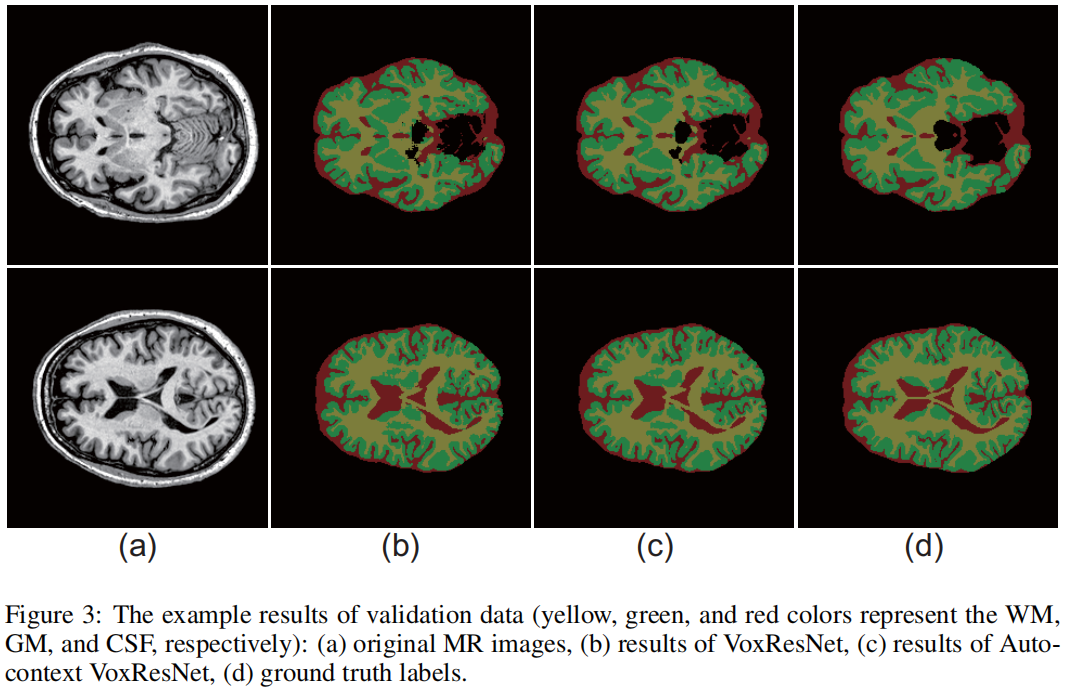 (a) (b) (c) (d)
Figure 3: The example results of validation data (yellow, green, and red colors represent the WM,
GM, and CSF, respectively): (a) original MR images, (b) results of VoxResNet, (c) results of Auto-
context VoxResNet, (d) ground truth labels.